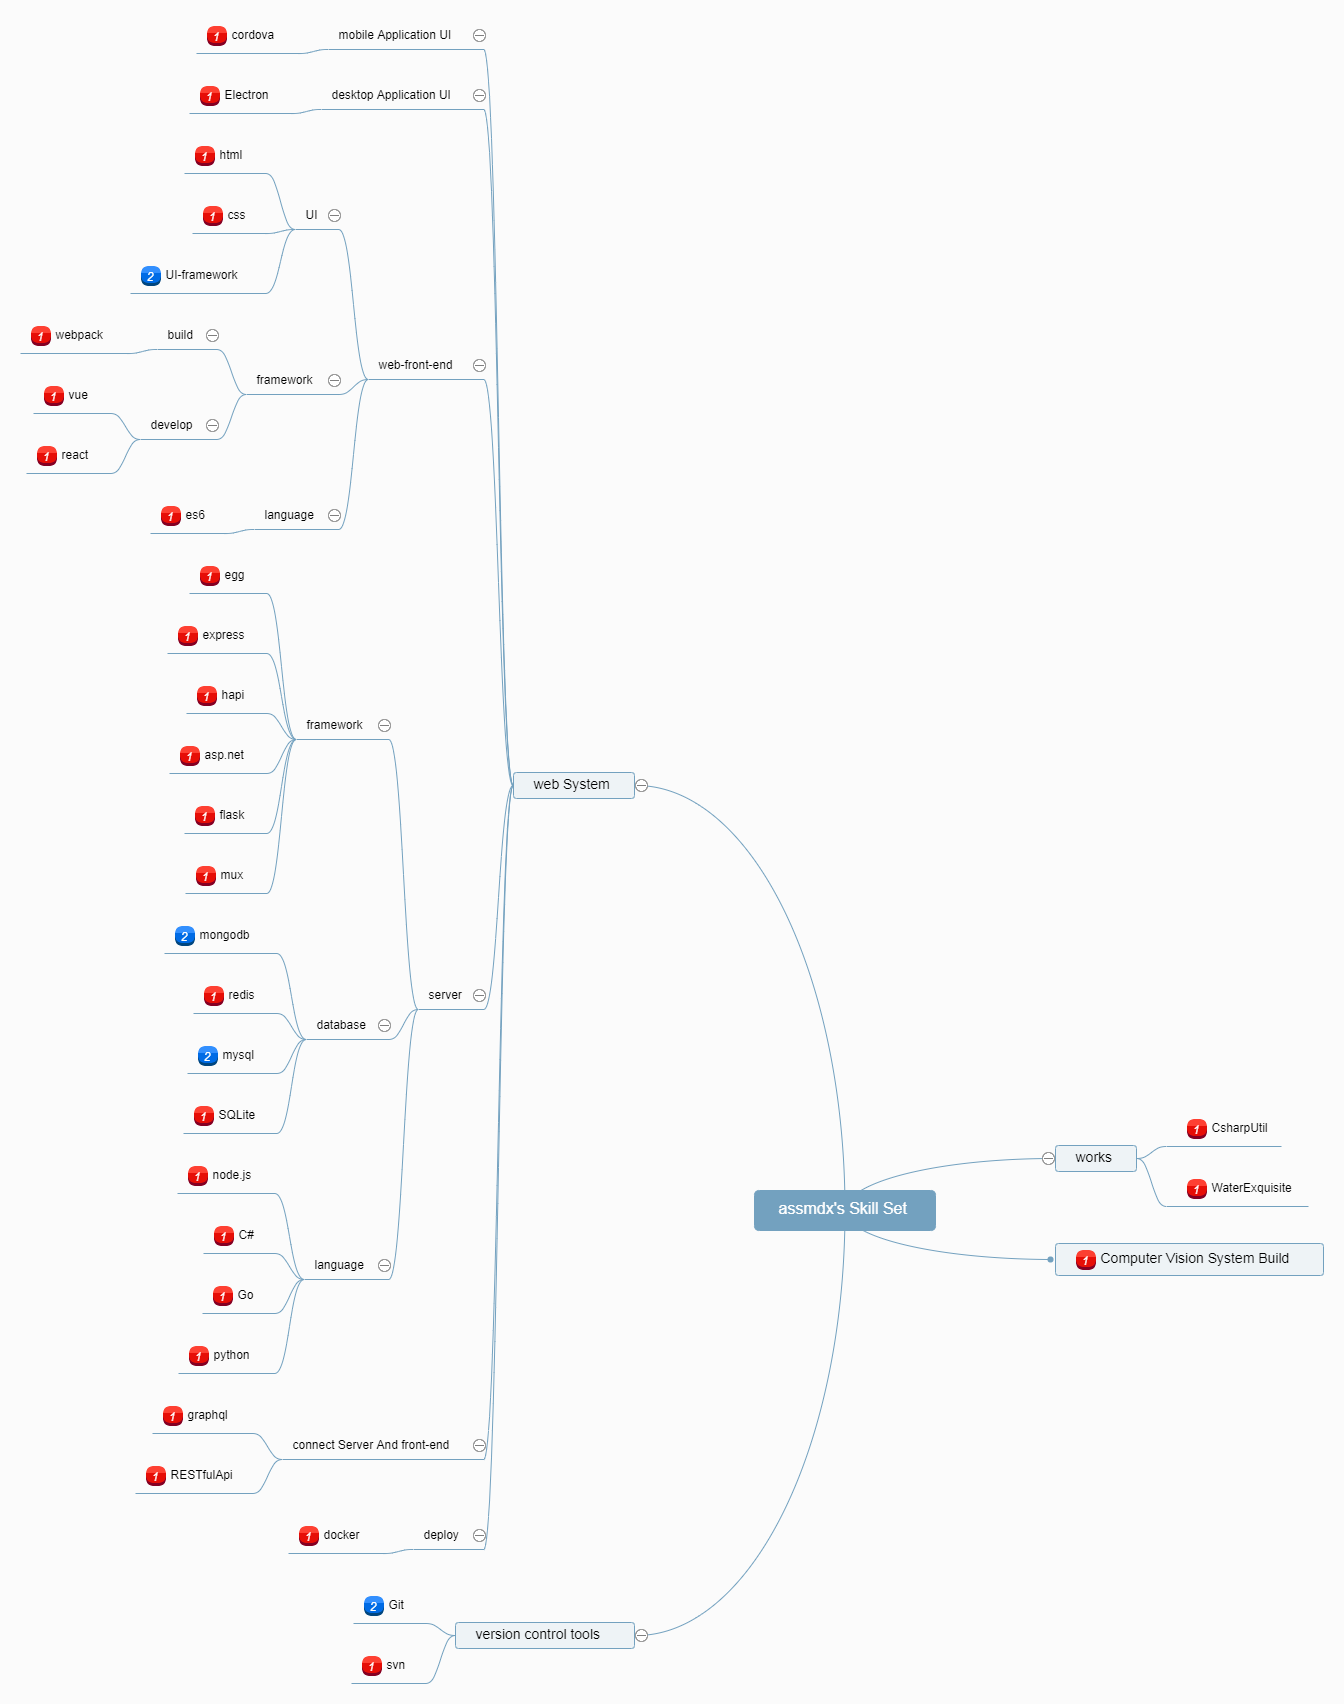 1 cordova
mobile Application UI
1 Electron
desktop Application UI
1 html
1 css
UI
2 UI-framework
1 webpack
build
web-front-end
framework
1 vue
develop
1 react
1 es6
language
1 egg
1 express
1 hapi
framework
1 asp.net
web System
1 flask
1 mux
2 mongodb
1 redis
server
database
2 mysql
1 SQLite
1 node.js
1 C#
language
1 Go
1 python
1 graphql
connect Server And front-end
1 RESTfulApi
1 docker
deploy
2 Git
version control tools
1 svn
assmdx's Skill Set
works
1 CsharpUtil
1 WaterExquisite
1 Computer Vision System Build